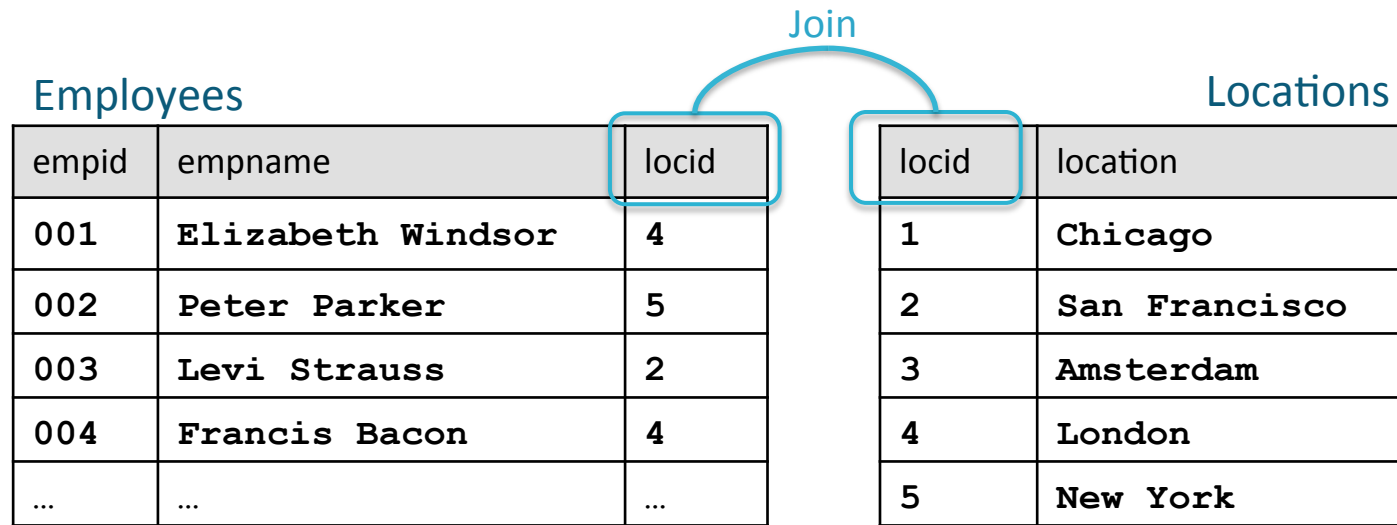 Join
Employees
empid empname locid
001 Elizabeth Windsor 4
002 Peter Parker 5
003 Levi Strauss 2
004 Francis Bacon 4
… … …
Locations
locid location
1 Chicago
2 San Francisco
3 Amsterdam
4 London
5 New York